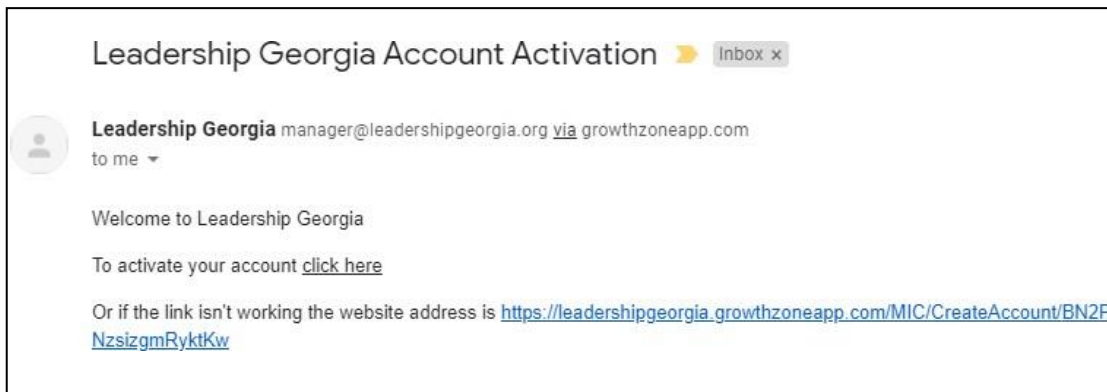 Leadership Georgia Account Activation Inbox x
Leadership Georgia manager@leadershipgeorgia.org via growthzoneapp.com
to me
Welcome to Leadership Georgia
To activate your account click here
Or if the link isn't working the website address is https://leadershipgeorgia.growthzoneapp.com/MIC/CreateAccount/BN2
NzsizgmRyktKw